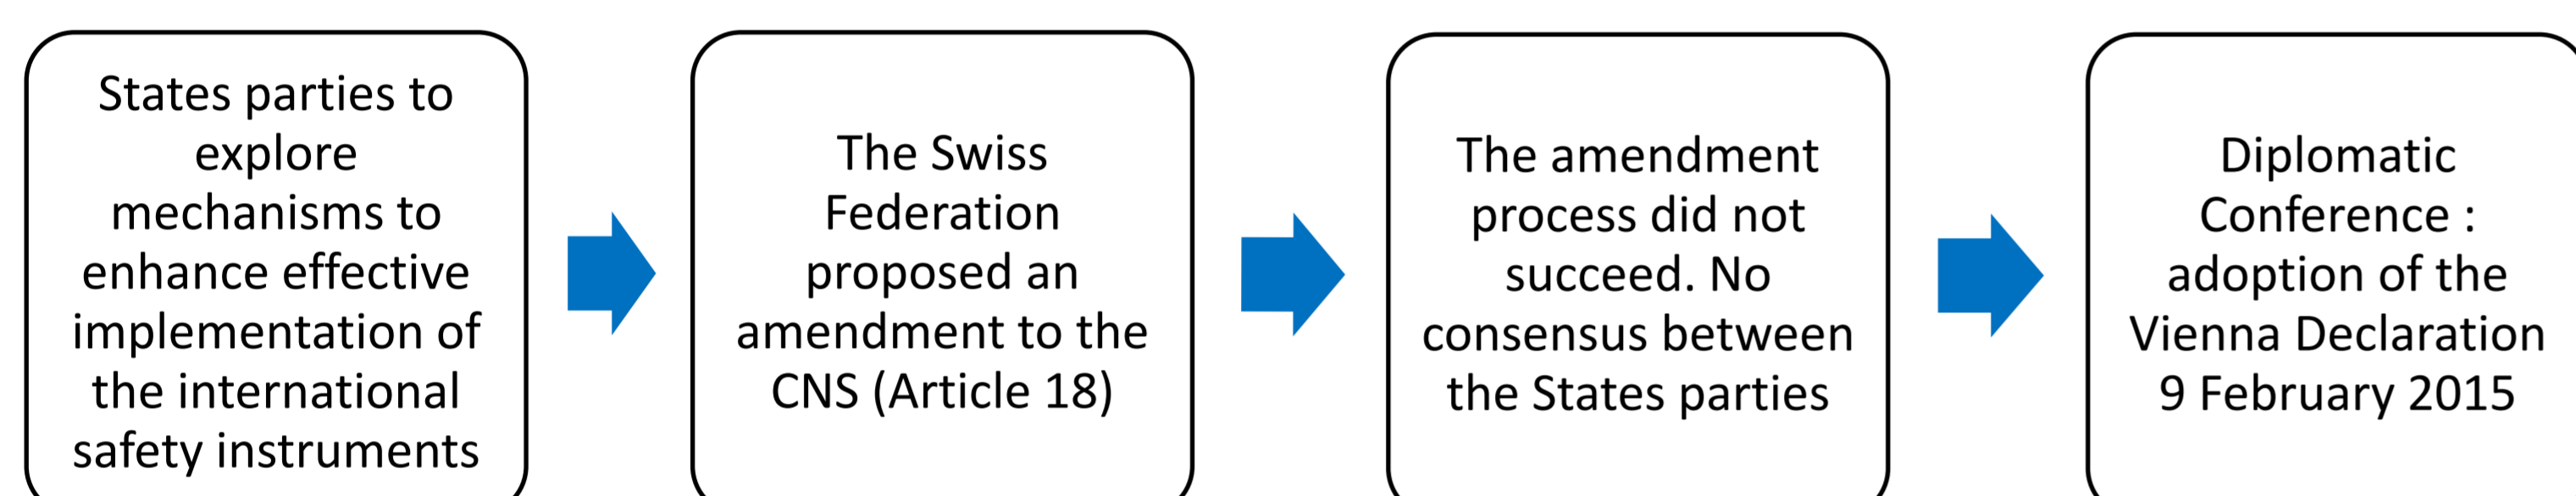 States parties to
explore
mechanisms to
enhance effective
implementation of
the international
safety instruments
The Swiss
Federation
proposed an
amendment to the
CNS (Article 18)
The amendment
process did not
succeed. No
consensus between
the States parties
Diplomatic
Conference :
adoption of the
Vienna Declaration
9 February 2015